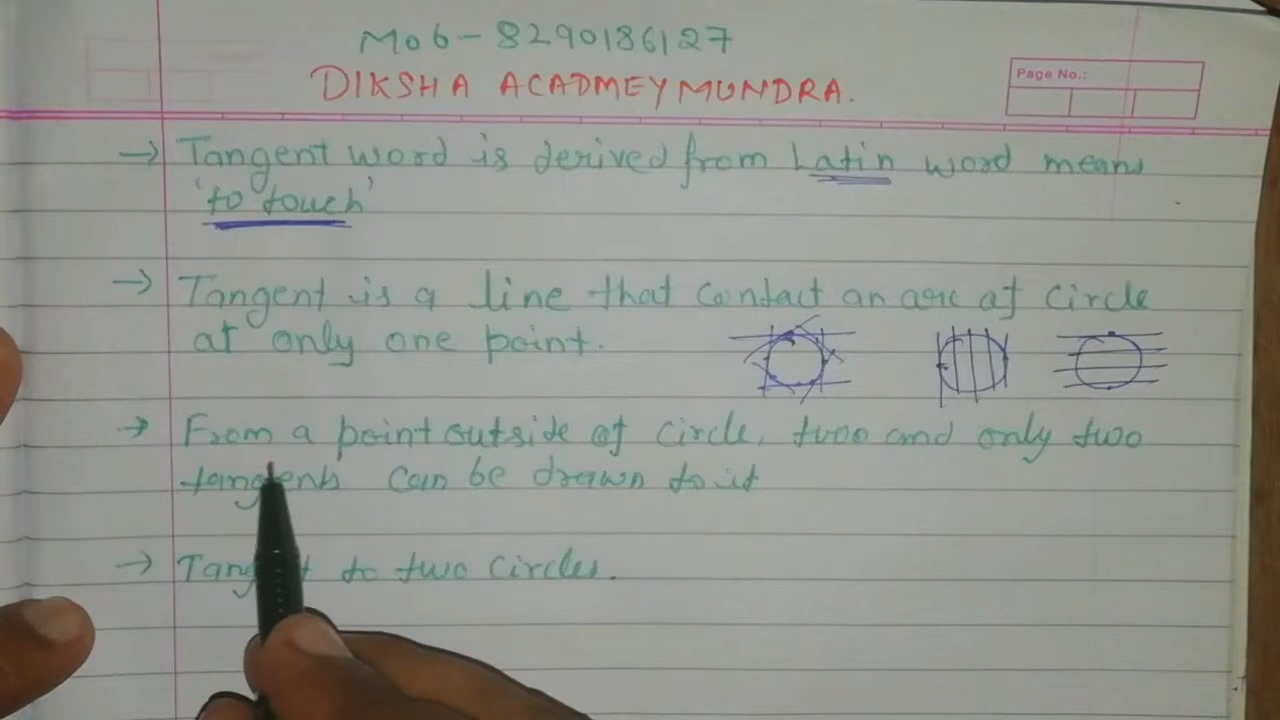 Mob - 8290186127
DIKSHA ACADMEY MUNDRA.
Page No.:
→ Tangent word is derived from Latin word means
'to touch'
→ Tangent is a line that contact an arc of circle
at only one point.
→ From a point outside of circle, two and only two
tangents can be drawn to it
→ to two circles.